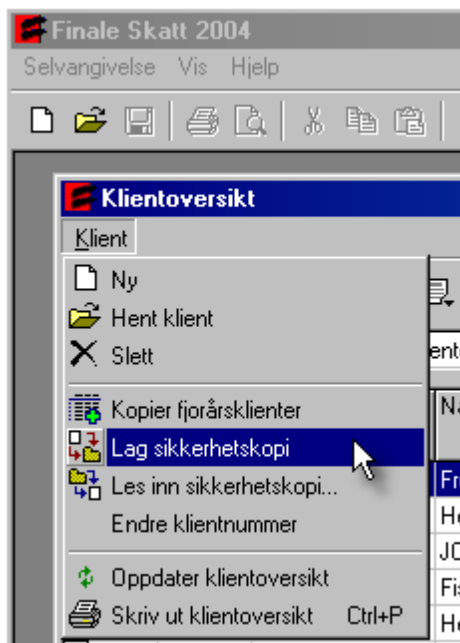 Finale Skatt 2004
Selvangivelse Vis Hjelp
Klientoversikt
Klient
Ny
Hent klient
Slett
Kopier fjorårsklienter
Lag sikkerhetskopi
Les inn sikkerhetskopi...
Endre klientnummer
Oppdater klientoversikt
Skriv ut klientoversikt Ctrl+P